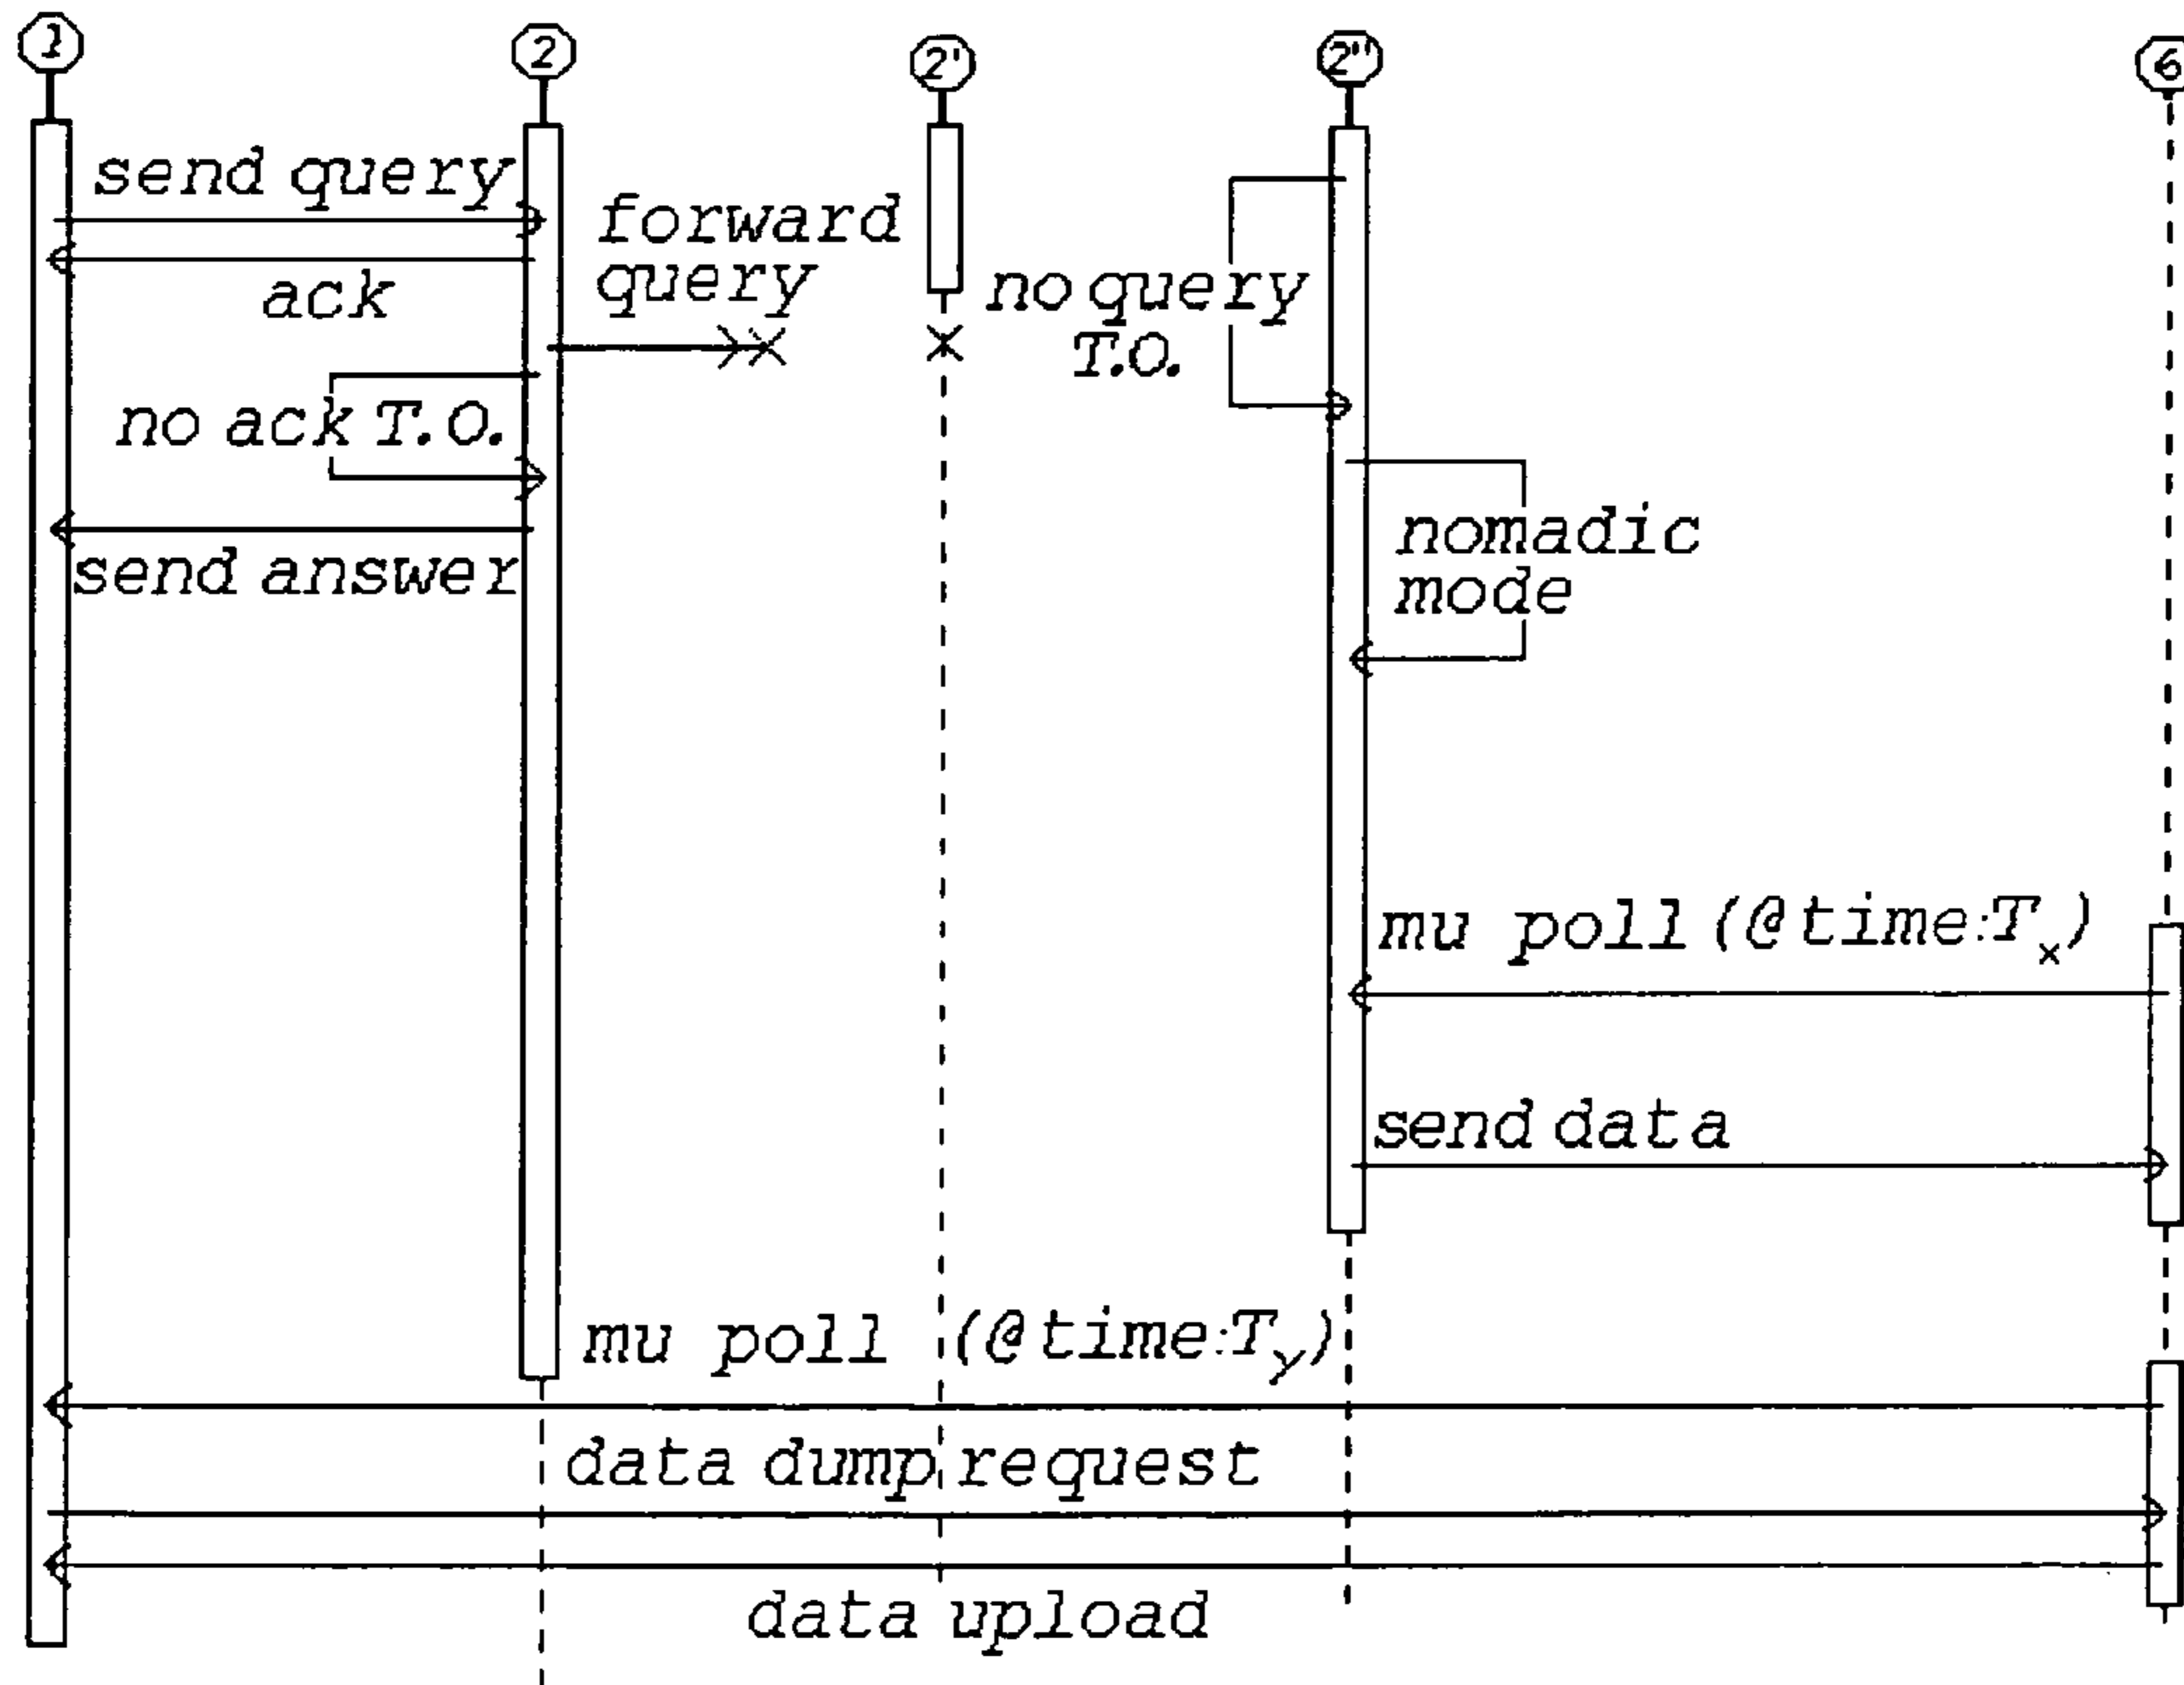 1 2 2' 2" 6
send query
ack
forward
query
no query
T.O.
no ack T.O.
send answer
nomadic
mode
mu poll (@time:Tx)
send data
mu poll (@time:Ty)
data dump request
data upload